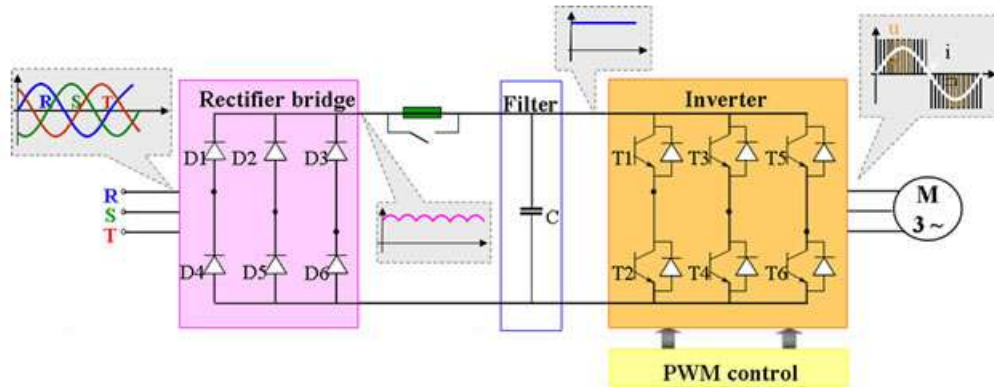 u
i
R S T
Rectifier bridge
Filter
Inverter
D1 D2 D3
T1 T3 T5
R
S
T
C
M
3 ~
D4 D5 D6
T2 T4 T6
PWM control